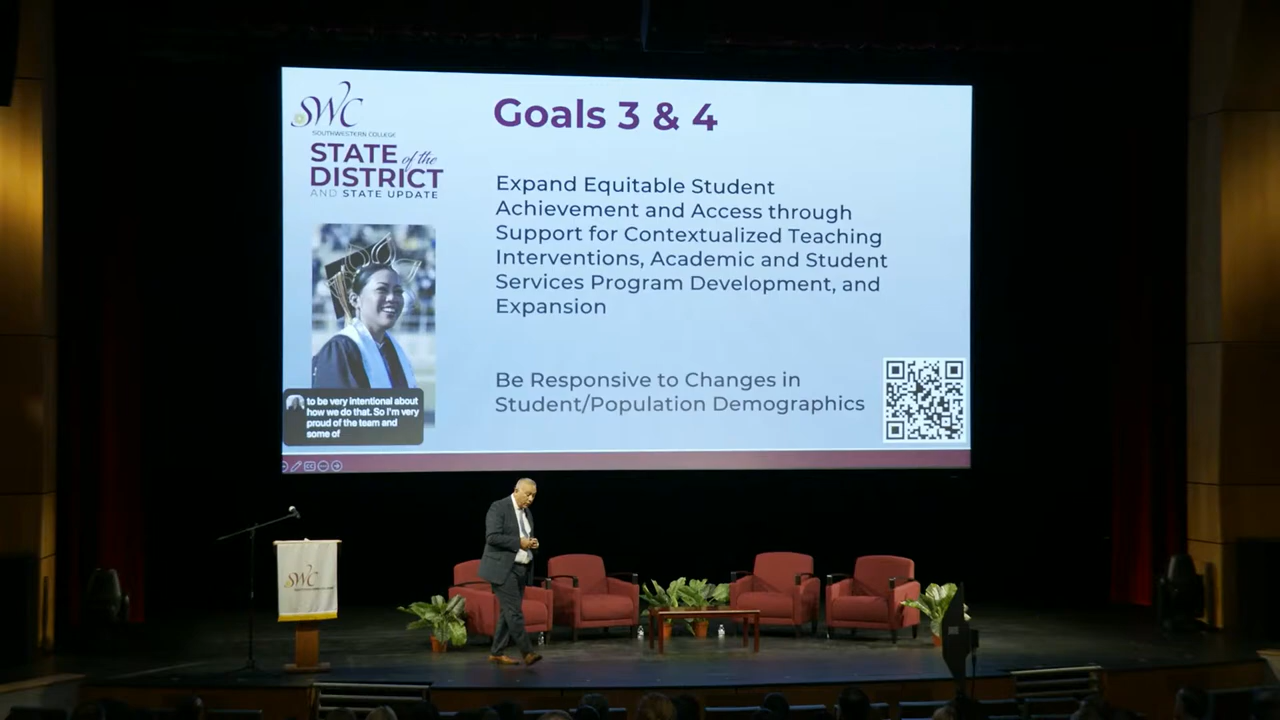 SWC
SOUTHWESTERN COLLEGE
STATE of the
DISTRICT
AND STATE UPDATE
Goals 3 & 4
Expand Equitable Student
Achievement and Access through
Support for Contextualized Teaching
Interventions, Academic and Student
Services Program Development, and
Expansion
Be Responsive to Changes in
Student/Population Demographics
to be very intentional about
how we do that. So I'm very
proud of the team and
some of
CC
SWC